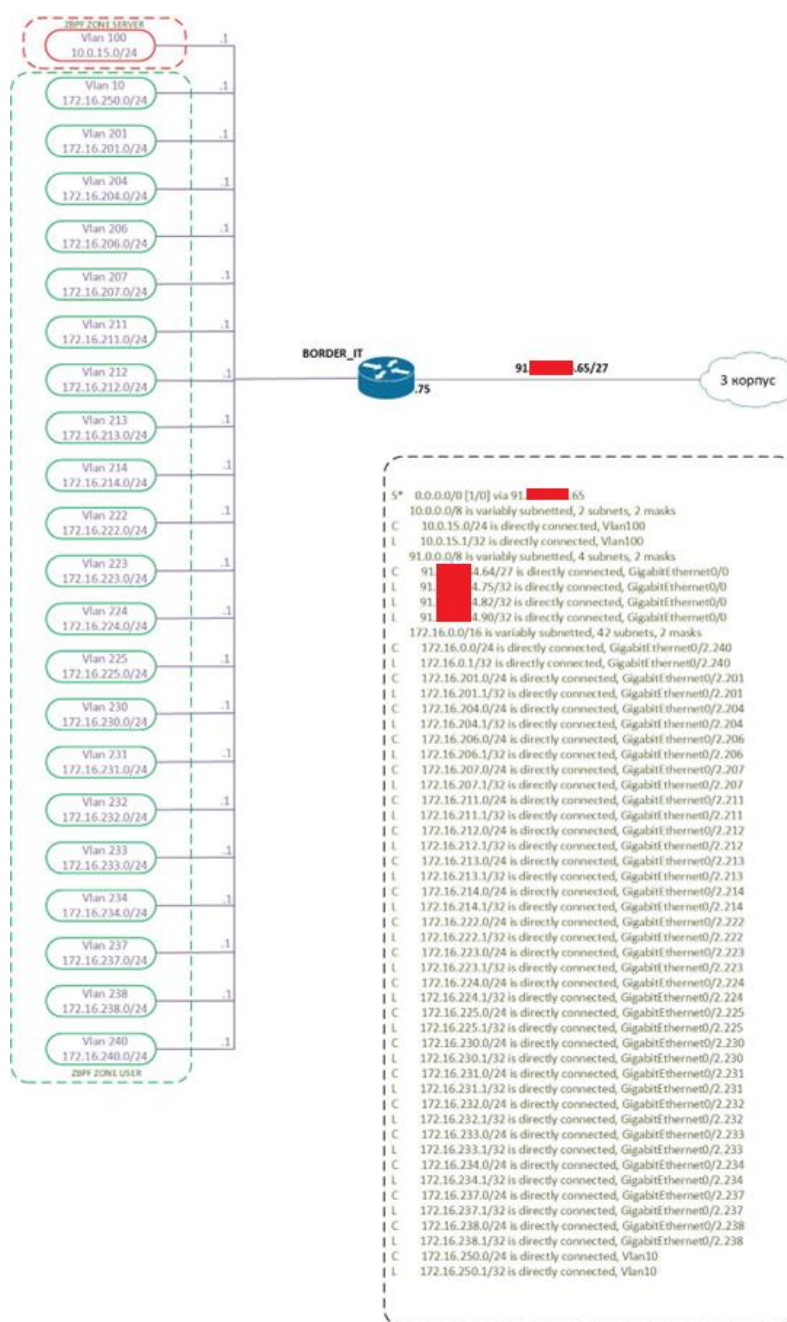 ZBPF ZONE SERVER
Vlan 100
10.0.15.0/24
.1
Vlan 10
172.16.250.0/24
.1
Vlan 201
172.16.201.0/24
.1
Vlan 204
172.16.204.0/24
.1
Vlan 206
172.16.206.0/24
.1
Vlan 207
172.16.207.0/24
.1
Vlan 211
172.16.211.0/24
.1
Vlan 212
172.16.212.0/24
.1
Vlan 213
172.16.213.0/24
.1
Vlan 214
172.16.214.0/24
.1
Vlan 222
172.16.222.0/24
.1
Vlan 223
172.16.223.0/24
.1
Vlan 224
172.16.224.0/24
.1
Vlan 225
172.16.225.0/24
.1
Vlan 230
172.16.230.0/24
.1
Vlan 231
172.16.231.0/24
.1
Vlan 232
172.16.232.0/24
.1
Vlan 233
172.16.233.0/24
.1
Vlan 234
172.16.234.0/24
.1
Vlan 237
172.16.237.0/24
.1
Vlan 238
172.16.238.0/24
.1
Vlan 240
172.16.240.0/24
.1
ZBPF ZONE USER
BORDER_IT
.75
91. .65/27
3 корпус
S* 0.0.0.0/0 [1/0] via 91. .65
10.0.0.0/8 is variably subnetted, 2 subnets, 2 masks
C 10.0.15.0/24 is directly connected, Vlan100
L 10.0.15.1/32 is directly connected, Vlan100
91.0.0.0/8 is variably subnetted, 4 subnets, 2 masks
C 91. 4.64/27 is directly connected, GigabitEthernet0/0
L 91. 4.75/32 is directly connected, GigabitEthernet0/0
L 91. 4.82/32 is directly connected, GigabitEthernet0/0
L 91. 4.90/32 is directly connected, GigabitEthernet0/0
172.16.0.0/16 is variably subnetted, 42 subnets, 2 masks
C 172.16.0.0/24 is directly connected, GigabitEthernet0/2.240
L 172.16.0.1/32 is directly connected, GigabitEthernet0/2.240
C 172.16.201.0/24 is directly connected, GigabitEthernet0/2.201
L 172.16.201.1/32 is directly connected, GigabitEthernet0/2.201
C 172.16.204.0/24 is directly connected, GigabitEthernet0/2.204
L 172.16.204.1/32 is directly connected, GigabitEthernet0/2.204
C 172.16.206.0/24 is directly connected, GigabitEthernet0/2.206
L 172.16.206.1/32 is directly connected, GigabitEthernet0/2.206
C 172.16.207.0/24 is directly connected, GigabitEthernet0/2.207
L 172.16.207.1/32 is directly connected, GigabitEthernet0/2.207
C 172.16.211.0/24 is directly connected, GigabitEthernet0/2.211
L 172.16.211.1/32 is directly connected, GigabitEthernet0/2.211
C 172.16.212.0/24 is directly connected, GigabitEthernet0/2.212
L 172.16.212.1/32 is directly connected, GigabitEthernet0/2.212
C 172.16.213.0/24 is directly connected, GigabitEthernet0/2.213
L 172.16.213.1/32 is directly connected, GigabitEthernet0/2.213
C 172.16.214.0/24 is directly connected, GigabitEthernet0/2.214
L 172.16.214.1/32 is directly connected, GigabitEthernet0/2.214
C 172.16.222.0/24 is directly connected, GigabitEthernet0/2.222
L 172.16.222.1/32 is directly connected, GigabitEthernet0/2.222
C 172.16.223.0/24 is directly connected, GigabitEthernet0/2.223
L 172.16.223.1/32 is directly connected, GigabitEthernet0/2.223
C 172.16.224.0/24 is directly connected, GigabitEthernet0/2.224
L 172.16.224.1/32 is directly connected, GigabitEthernet0/2.224
C 172.16.225.0/24 is directly connected, GigabitEthernet0/2.225
L 172.16.225.1/32 is directly connected, GigabitEthernet0/2.225
C 172.16.230.0/24 is directly connected, GigabitEthernet0/2.230
L 172.16.230.1/32 is directly connected, GigabitEthernet0/2.230
C 172.16.231.0/24 is directly connected, GigabitEthernet0/2.231
L 172.16.231.1/32 is directly connected, GigabitEthernet0/2.231
C 172.16.232.0/24 is directly connected, GigabitEthernet0/2.232
L 172.16.232.1/32 is directly connected, GigabitEthernet0/2.232
C 172.16.233.0/24 is directly connected, GigabitEthernet0/2.233
L 172.16.233.1/32 is directly connected, GigabitEthernet0/2.233
C 172.16.234.0/24 is directly connected, GigabitEthernet0/2.234
L 172.16.234.1/32 is directly connected, GigabitEthernet0/2.234
C 172.16.237.0/24 is directly connected, GigabitEthernet0/2.237
L 172.16.237.1/32 is directly connected, GigabitEthernet0/2.237
C 172.16.238.0/24 is directly connected, GigabitEthernet0/2.238
L 172.16.238.1/32 is directly connected, GigabitEthernet0/2.238
C 172.16.250.0/24 is directly connected, Vlan10
L 172.16.250.1/32 is directly connected, Vlan10